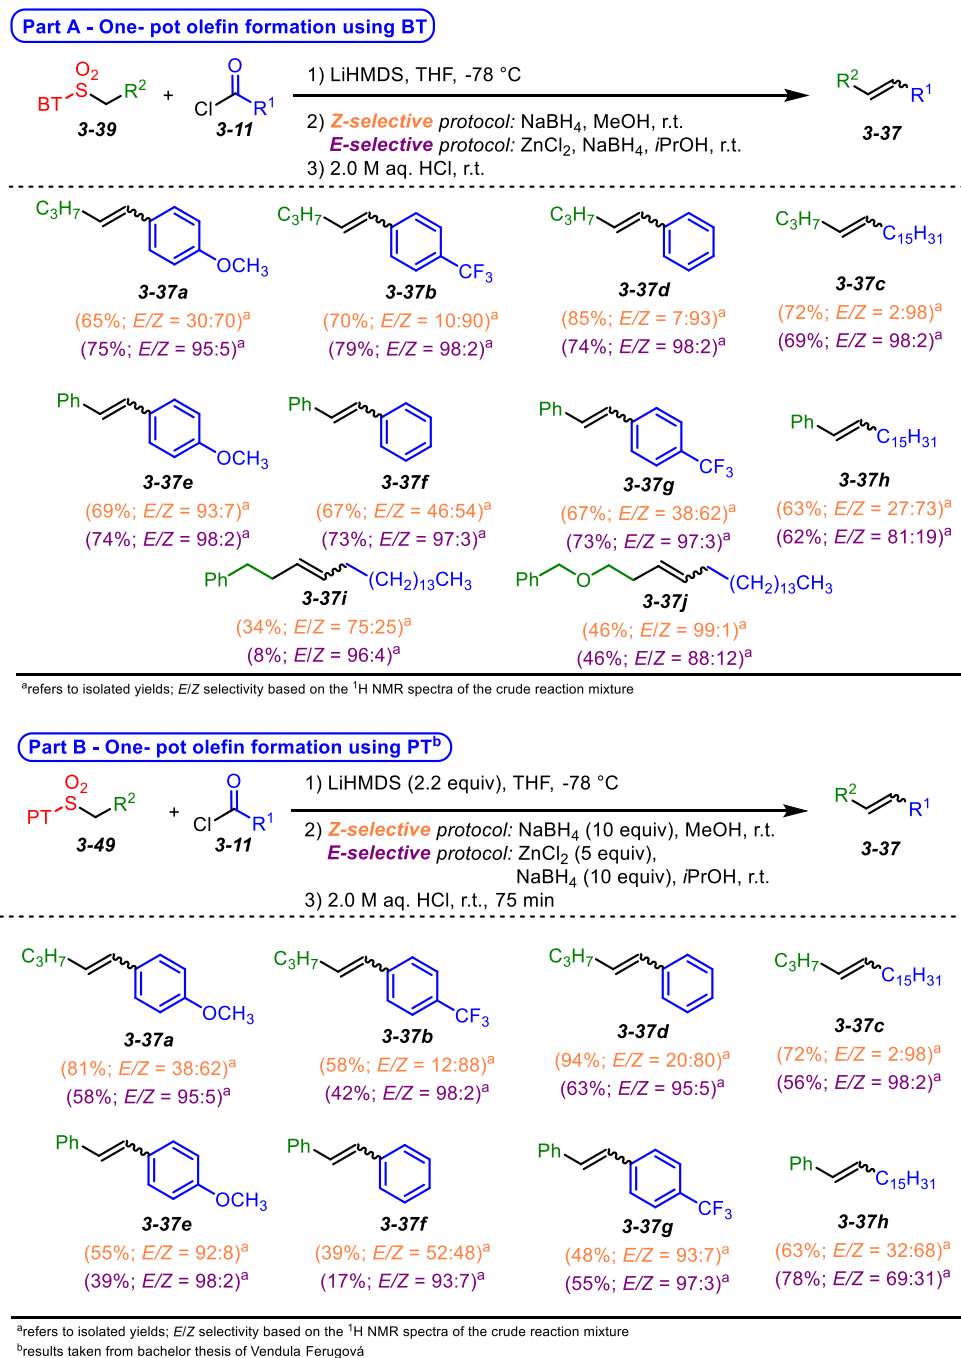 Part A - One- pot olefin formation using BT
BT-S(O2)-R2 3-39 + Cl-C(O)-R1 3-11
1) LiHMDS, THF, -78 °C
2) Z-selective protocol: NaBH4, MeOH, r.t.
E-selective protocol: ZnCl2, NaBH4, iPrOH, r.t.
3) 2.0 M aq. HCl, r.t.
R2 R1
3-37
C3H7 OCH3
3-37a
(65%; E/Z = 30:70)a
(75%; E/Z = 95:5)a
C3H7 CF3
3-37b
(70%; E/Z = 10:90)a
(79%; E/Z = 98:2)a
C3H7
3-37d
(85%; E/Z = 7:93)a
(74%; E/Z = 98:2)a
C3H7 C15H31
3-37c
(72%; E/Z = 2:98)a
(69%; E/Z = 98:2)a
Ph OCH3
3-37e
(69%; E/Z = 93:7)a
(74%; E/Z = 98:2)a
Ph
3-37f
(67%; E/Z = 46:54)a
(73%; E/Z = 97:3)a
Ph CF3
3-37g
(67%; E/Z = 38:62)a
(73%; E/Z = 97:3)a
Ph C15H31
3-37h
(63%; E/Z = 27:73)a
(62%; E/Z = 81:19)a
Ph (CH2)13CH3
3-37i
(34%; E/Z = 75:25)a
(8%; E/Z = 96:4)a
Ph O (CH2)13CH3
3-37j
(46%; E/Z = 99:1)a
(46%; E/Z = 88:12)a
arefers to isolated yields; E/Z selectivity based on the 1H NMR spectra of the crude reaction mixture
Part B - One- pot olefin formation using PTb
PT-S(O2)-R2 3-49 + Cl-C(O)-R1 3-11
1) LiHMDS (2.2 equiv), THF, -78 °C
2) Z-selective protocol: NaBH4 (10 equiv), MeOH, r.t.
E-selective protocol: ZnCl2 (5 equiv),
NaBH4 (10 equiv), iPrOH, r.t.
3) 2.0 M aq. HCl, r.t., 75 min
R2 R1
3-37
C3H7 OCH3
3-37a
(81%; E/Z = 38:62)a
(58%; E/Z = 95:5)a
C3H7 CF3
3-37b
(58%; E/Z = 12:88)a
(42%; E/Z = 98:2)a
C3H7
3-37d
(94%; E/Z = 20:80)a
(63%; E/Z = 95:5)a
C3H7 C15H31
3-37c
(72%; E/Z = 2:98)a
(56%; E/Z = 98:2)a
Ph OCH3
3-37e
(55%; E/Z = 92:8)a
(39%; E/Z = 98:2)a
Ph
3-37f
(39%; E/Z = 52:48)a
(17%; E/Z = 93:7)a
Ph CF3
3-37g
(48%; E/Z = 93:7)a
(55%; E/Z = 97:3)a
Ph C15H31
3-37h
(63%; E/Z = 32:68)a
(78%; E/Z = 69:31)a
arefers to isolated yields; E/Z selectivity based on the 1H NMR spectra of the crude reaction mixture
bresults taken from bachelor thesis of Vendula Ferugová